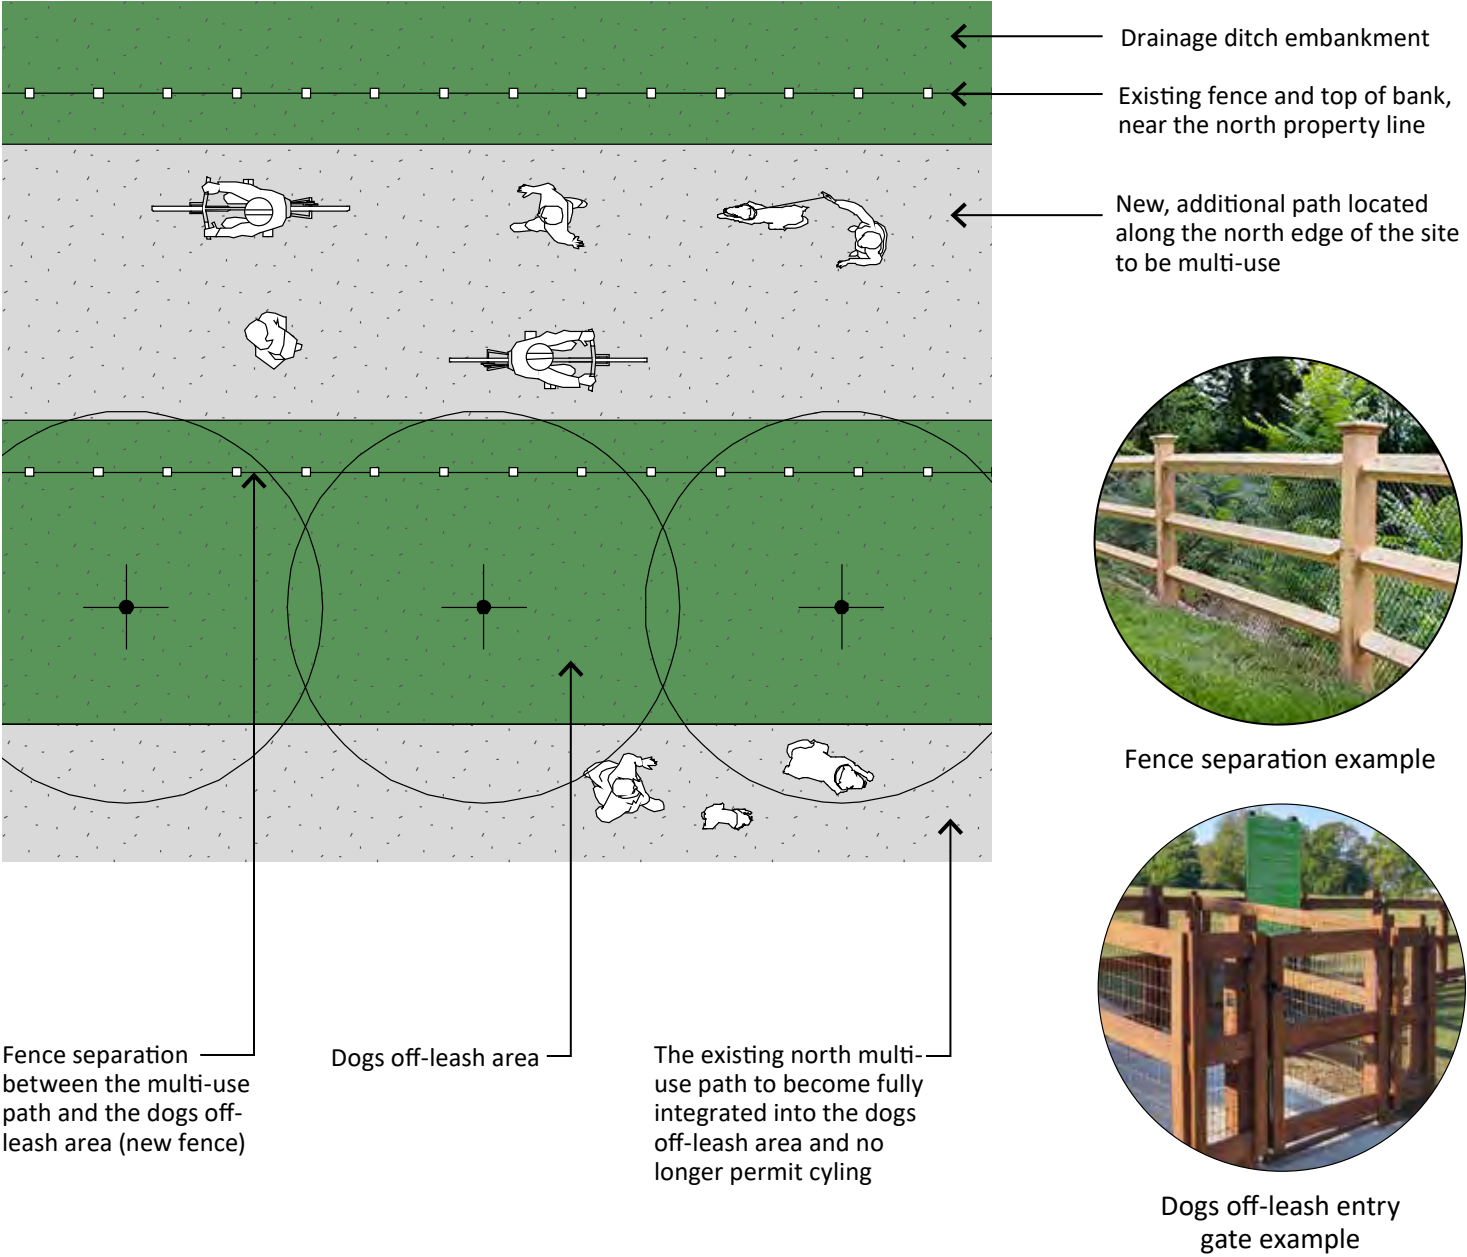 Drainage ditch embankment
Existing fence and top of bank,
near the north property line
New, additional path located
along the north edge of the site
to be multi-use
Fence separation example
Dogs off-leash entry
gate example
Fence separation
between the multi-use
path and the dogs off-
leash area (new fence)
Dogs off-leash area
The existing north multi-
use path to become fully
integrated into the dogs
off-leash area and no
longer permit cyling